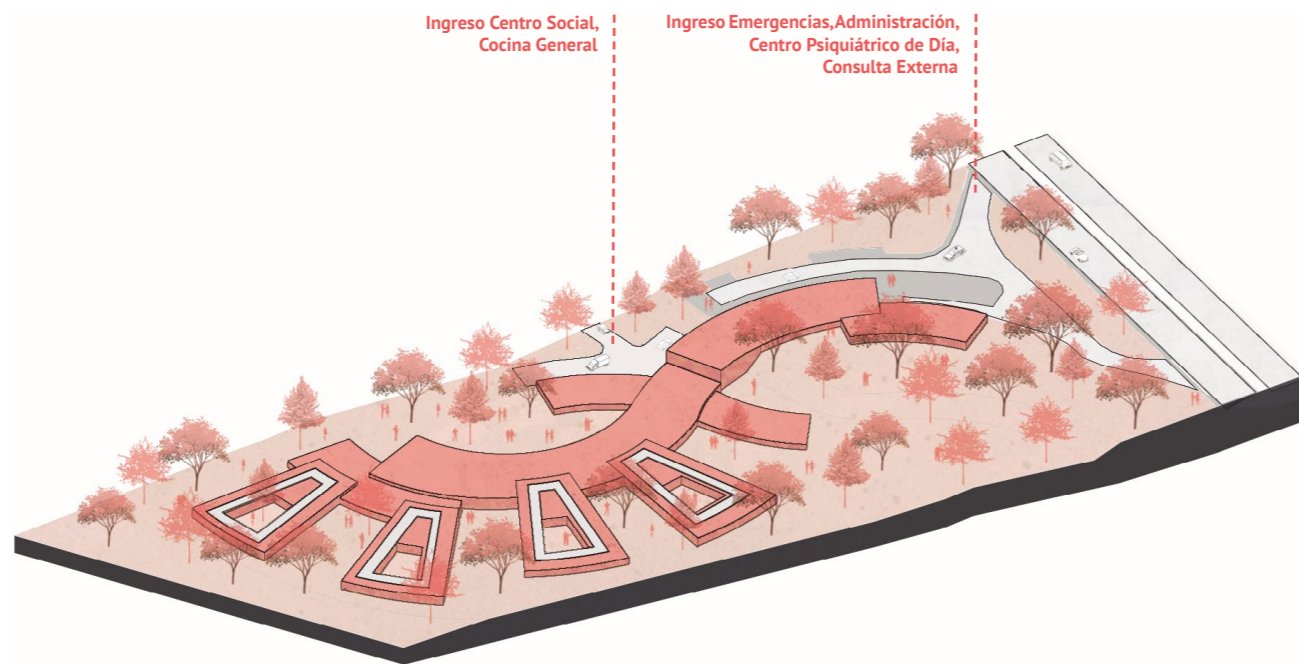 Ingreso Centro Social,
Cocina General
Ingreso Emergencias,Administración,
Centro Psiquiátrico de Día,
Consulta Externa